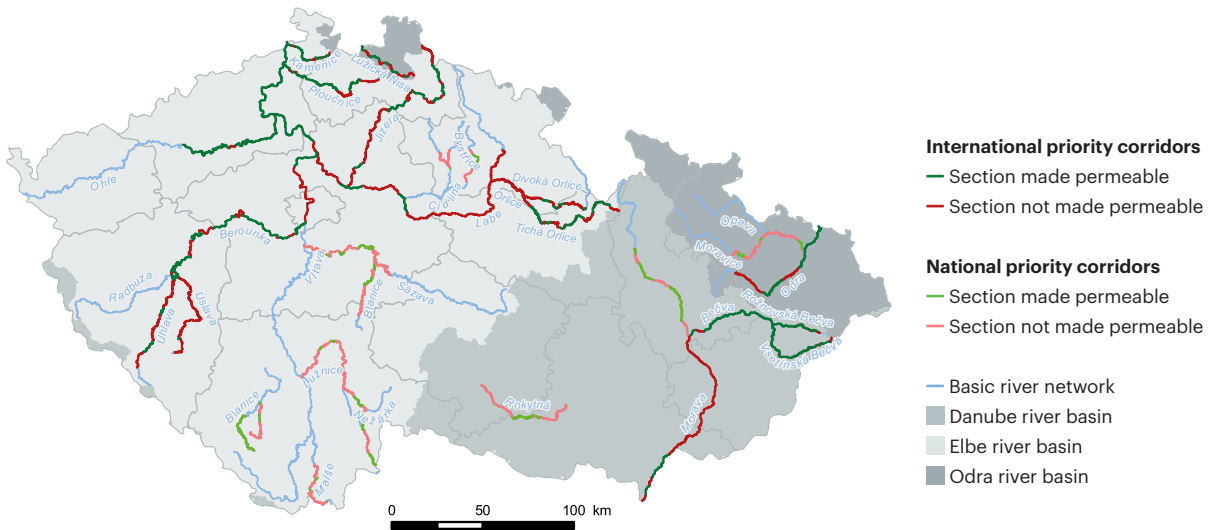 Kamenice
Lužická Nisa
Ploučnice
Jizera
Bystřice
Ohře
Cidlina
Divoká Orlice
Orlice
Labe
Tichá Orlice
Berounka
Vltava
Opava
Moravice
Odra
Radbuza
Úslava
Úhlava
Blanice
Sázava
Bečva
Rožnovská Bečva
Vsetínská Bečva
Lužnice
Blanice
Nežárka
Rokytná
Morava
Malše
0 50 100 km
International priority corridors
Section made permeable
Section not made permeable
National priority corridors
Section made permeable
Section not made permeable
Basic river network
Danube river basin
Elbe river basin
Odra river basin